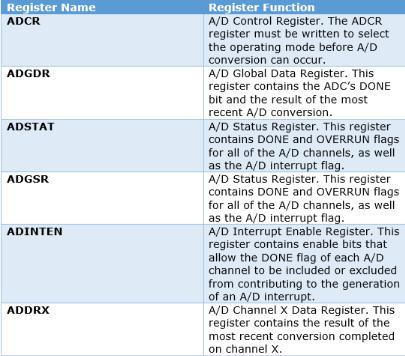 Register Name Register Function
ADCR A/D Control Register. The ADCR
register must be written to select
the operating mode before A/D
conversion can occur.
ADGDR A/D Global Data Register. This
register contains the ADC's DONE
bit and the result of the most
recent A/D conversion.
ADSTAT A/D Status Register. This register
contains DONE and OVERRUN flags
for all of the A/D channels, as well
as the A/D interrupt flag.
ADGSR A/D Status Register. This register
contains DONE and OVERRUN flags
for all of the A/D channels, as well
as the A/D interrupt flag.
ADINTEN A/D Interrupt Enable Register. This
register contains enable bits that
allow the DONE flag of each A/D
channel to be included or excluded
from contributing to the generation
of an A/D interrupt.
ADDRX A/D Channel X Data Register. This
register contains the result of the
most recent conversion completed
on channel X.